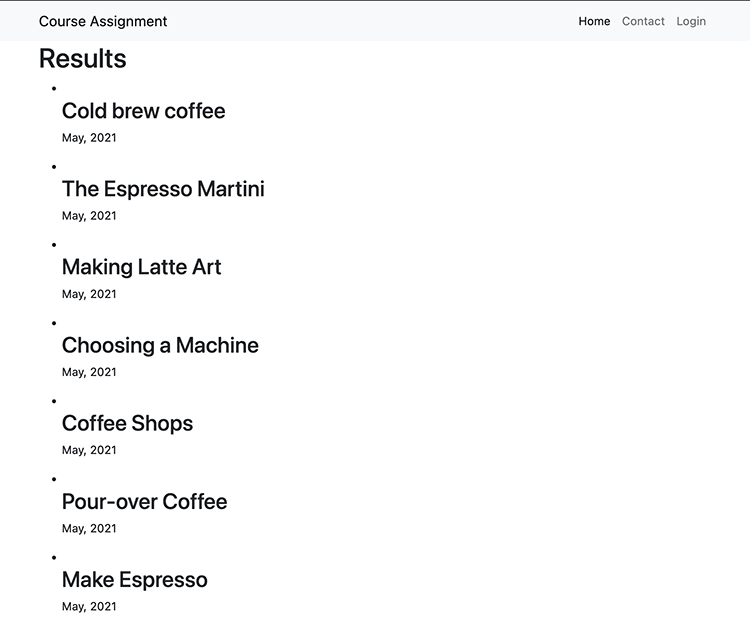 Course Assignment Home Contact Login
Results
Cold brew coffee
May, 2021
The Espresso Martini
May, 2021
Making Latte Art
May, 2021
Choosing a Machine
May, 2021
Coffee Shops
May, 2021
Pour-over Coffee
May, 2021
Make Espresso
May, 2021